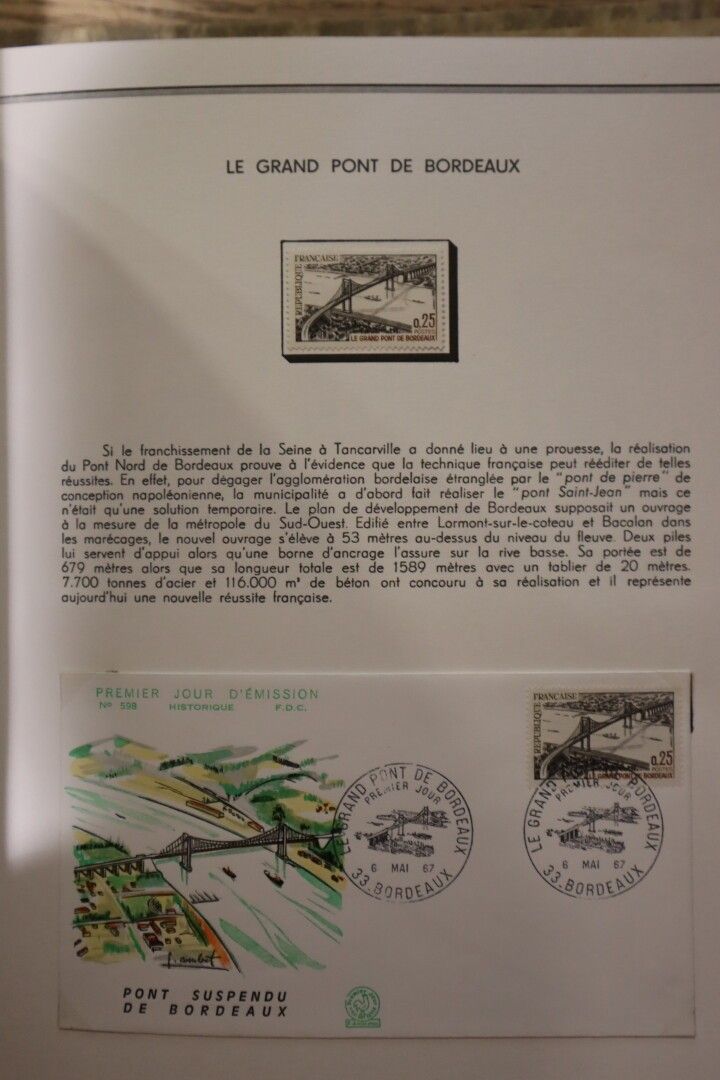 LE GRAND PONT DE BORDEAUX
REPUBLIQUE FRANÇAISE
0,25
POSTES
LE GRAND PONT DE BORDEAUX
Si le franchissement de la Seine à Tancarville a donné lieu à une prouesse, la réalisation
du Pont Nord de Bordeaux prouve à l'évidence que la technique française peut rééditer de telles
réussites. En effet, pour dégager l'agglomération bordelaise étranglée par le "pont de pierre" de
conception napoléonienne, la municipalité a d'abord fait réaliser le "pont Saint-Jean" mais ce
n'était qu'une solution temporaire. Le plan de développement de Bordeaux supposait un ouvrage
à la mesure de la métropole du Sud-Ouest. Edifié entre Lormont-sur-le-coteau et Bacalan dans
les marécages, le nouvel ouvrage s'élève à 53 mètres au-dessus du niveau du fleuve. Deux piles
lui servent d'appui alors qu'une borne d'ancrage l'assure sur la rive basse. Sa portée est de
679 mètres alors que sa longueur totale est de 1589 mètres avec un tablier de 20 mètres.
7.700 tonnes d'acier et 116.000 m³ de béton ont concouru à sa réalisation et il représente
aujourd'hui une nouvelle réussite française.
PREMIER JOUR D'ÉMISSION
No 598 HISTORIQUE F.D.C.
REPUBLIQUE FRANÇAISE
0,25
POSTES
LE GRAND PONT DE BORDEAUX
LE GRAND PONT DE BORDEAUX
PREMIER JOUR
6 MAI 67
33.BORDEAUX
LE GRAND PONT DE BORDEAUX
PREMIER JOUR
6 MAI 67
33.BORDEAUX
PONT SUSPENDU
DE BORDEAUX